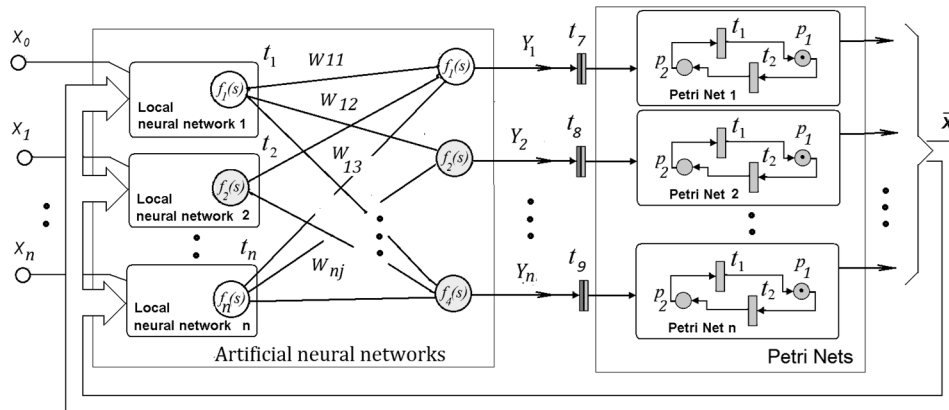 X0
X1
Xn
t1
Local
neural network 1
f1(s)
t2
Local
neural network 2
f2(s)
tn
Local
neural network n
fn(s)
W11
W12
W13
Wnj
f1(s)
f2(s)
f4(s)
Artificial neural networks
Y1
Y2
Yn
t7
t8
t9
t1
p1
p2
t2
Petri Net 1
t1
p1
p2
t2
Petri Net 2
t1
p1
p2
t2
Petri Net n
Petri Nets
x̄